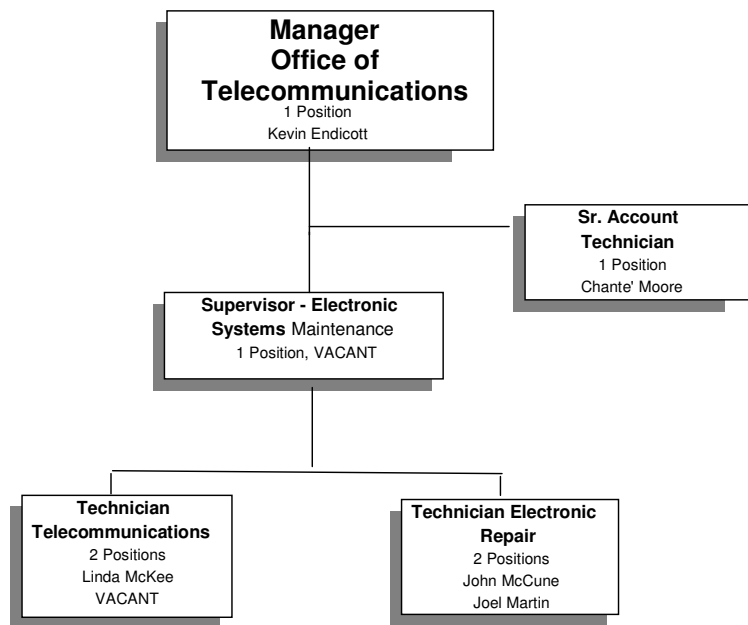 Manager
Office of
Telecommunications
1 Position
Kevin Endicott
Sr. Account
Technician
1 Position
Chante' Moore
Supervisor - Electronic
Systems Maintenance
1 Position, VACANT
Technician
Telecommunications
2 Positions
Linda McKee
VACANT
Technician Electronic
Repair
2 Positions
John McCune
Joel Martin